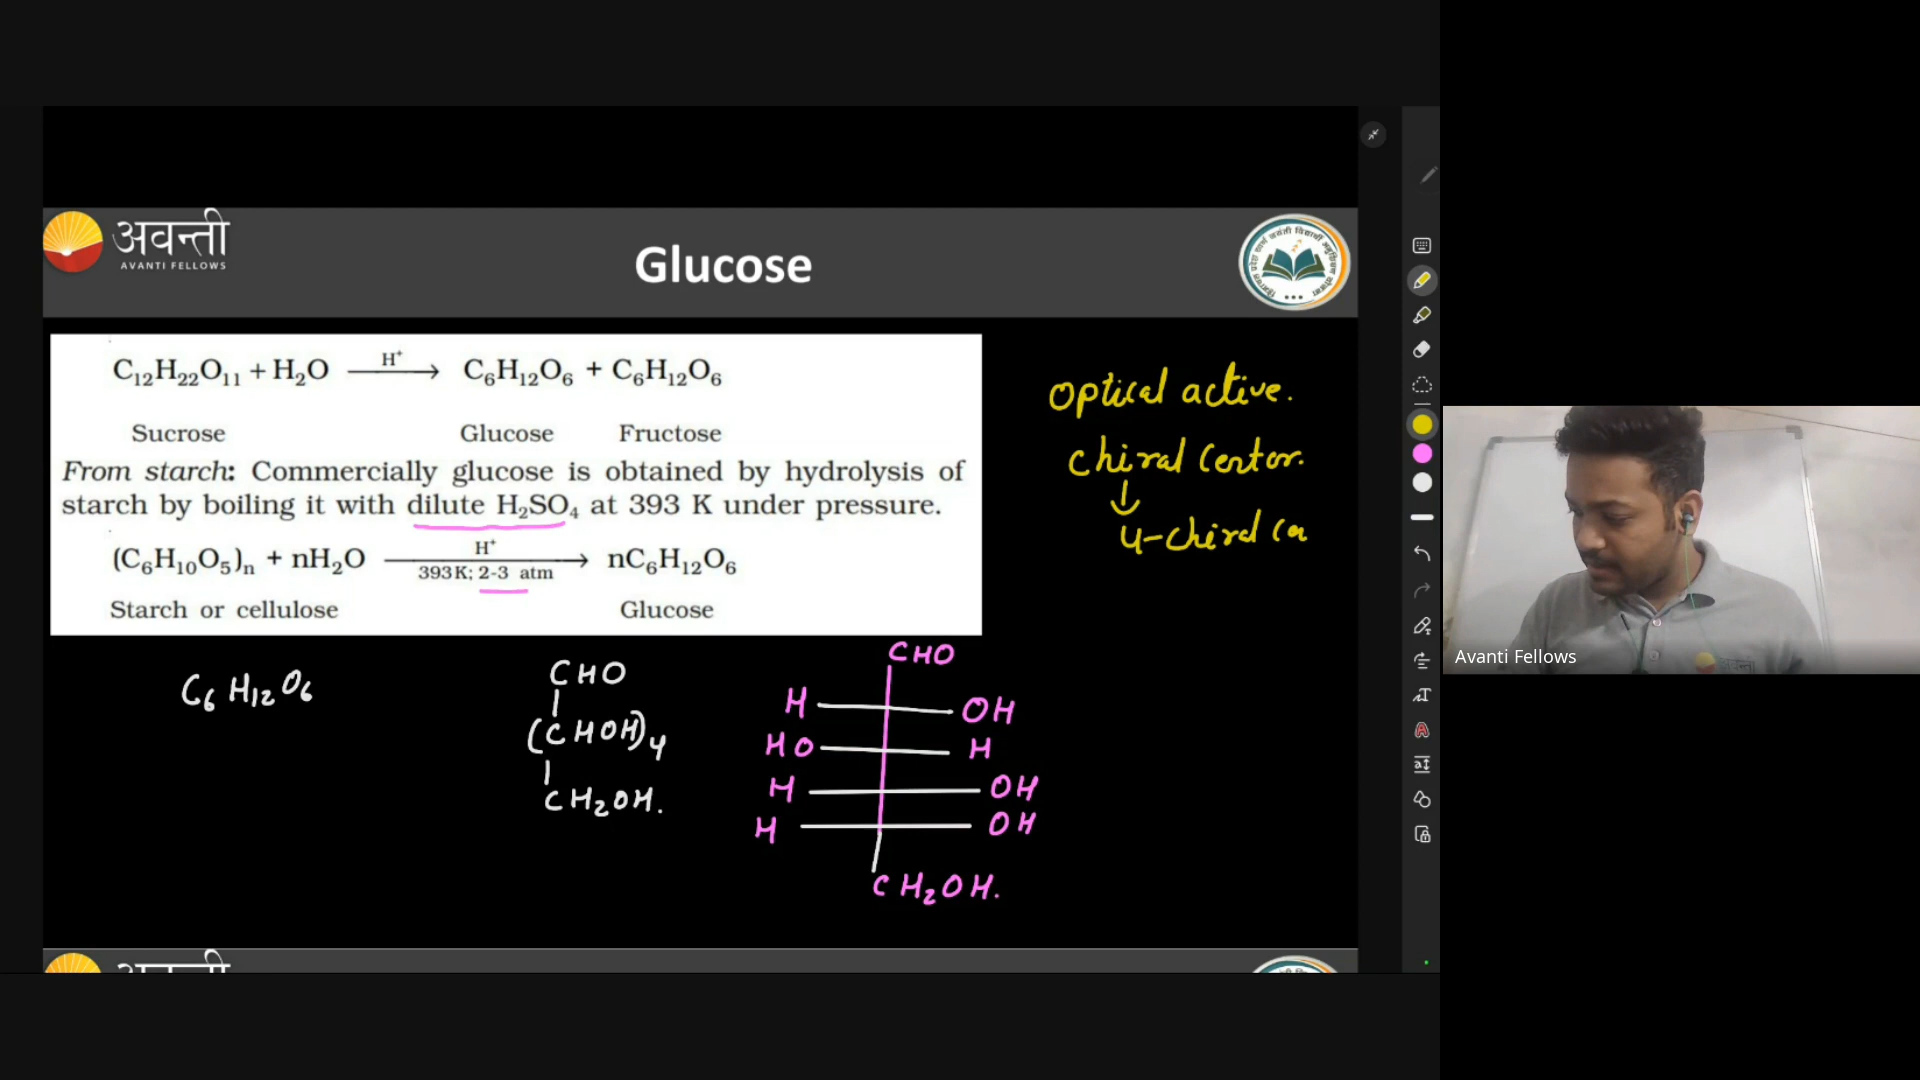 अवन्ती
AVANTI FELLOWS
Glucose
C₁₂H₂₂O₁₁ + H₂O ⟶ C₆H₁₂O₆ + C₆H₁₂O₆
H⁺
Sucrose Glucose Fructose
From starch: Commercially glucose is obtained by hydrolysis of
starch by boiling it with dilute H₂SO₄ at 393 K under pressure.
(C₆H₁₀O₅)ₙ + nH₂O ⟶ nC₆H₁₂O₆
H⁺
393K; 2-3 atm
Starch or cellulose Glucose
optical active.
chiral center.
↓
4-chiral Ca
C₆H₁₂O₆
CHO
(CHOH)₄
CH₂OH.
CHO
H OH
HO H
H OH
H OH
CH₂OH.
Avanti Fellows